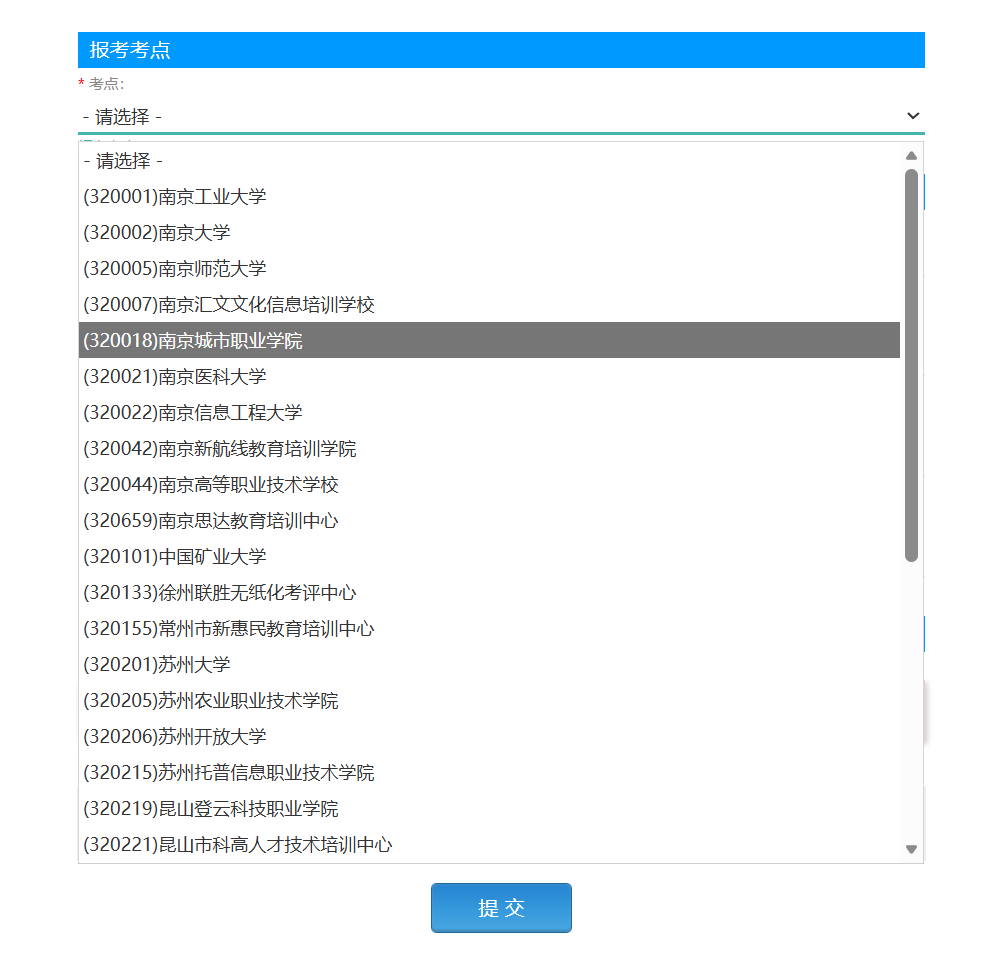 报考考点
* 考点:
- 请选择 -
- 请选择 -
(320001)南京工业大学
(320002)南京大学
(320005)南京师范大学
(320007)南京汇文文化信息培训学校
(320018)南京城市职业学院
(320021)南京医科大学
(320022)南京信息工程大学
(320042)南京新航线教育培训学院
(320044)南京高等职业技术学校
(320659)南京思达教育培训中心
(320101)中国矿业大学
(320133)徐州联胜无纸化考评中心
(320155)常州市新惠民教育培训中心
(320201)苏州大学
(320205)苏州农业职业技术学院
(320206)苏州开放大学
(320215)苏州托普信息职业技术学院
(320219)昆山登云科技职业学院
(320221)昆山市科高人才技术培训中心
提 交